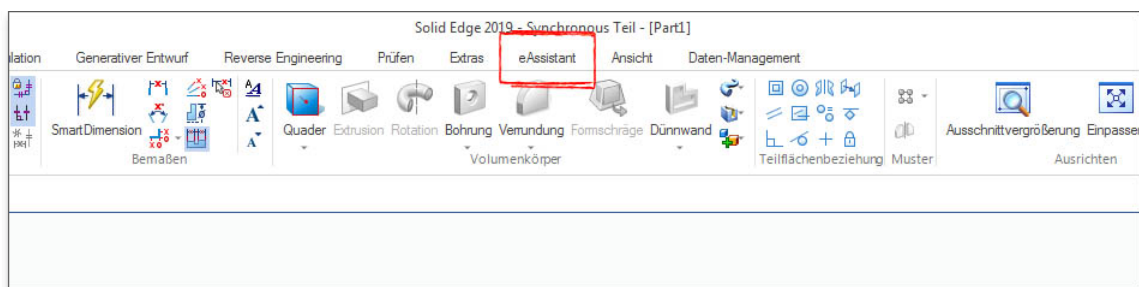 Solid Edge 2019 - Synchronous Teil - [Part1]
lation Generativer Entwurf Reverse Engineering Prüfen Extras eAssistant Ansicht Daten-Management
SmartDimension Quader Extrusion Rotation Bohrung Verrundung Formschräge Dünnwand Ausschnittvergrößerung Einpasse
Bemaßen Volumenkörper Teilflächenbeziehung Muster Ausrichten